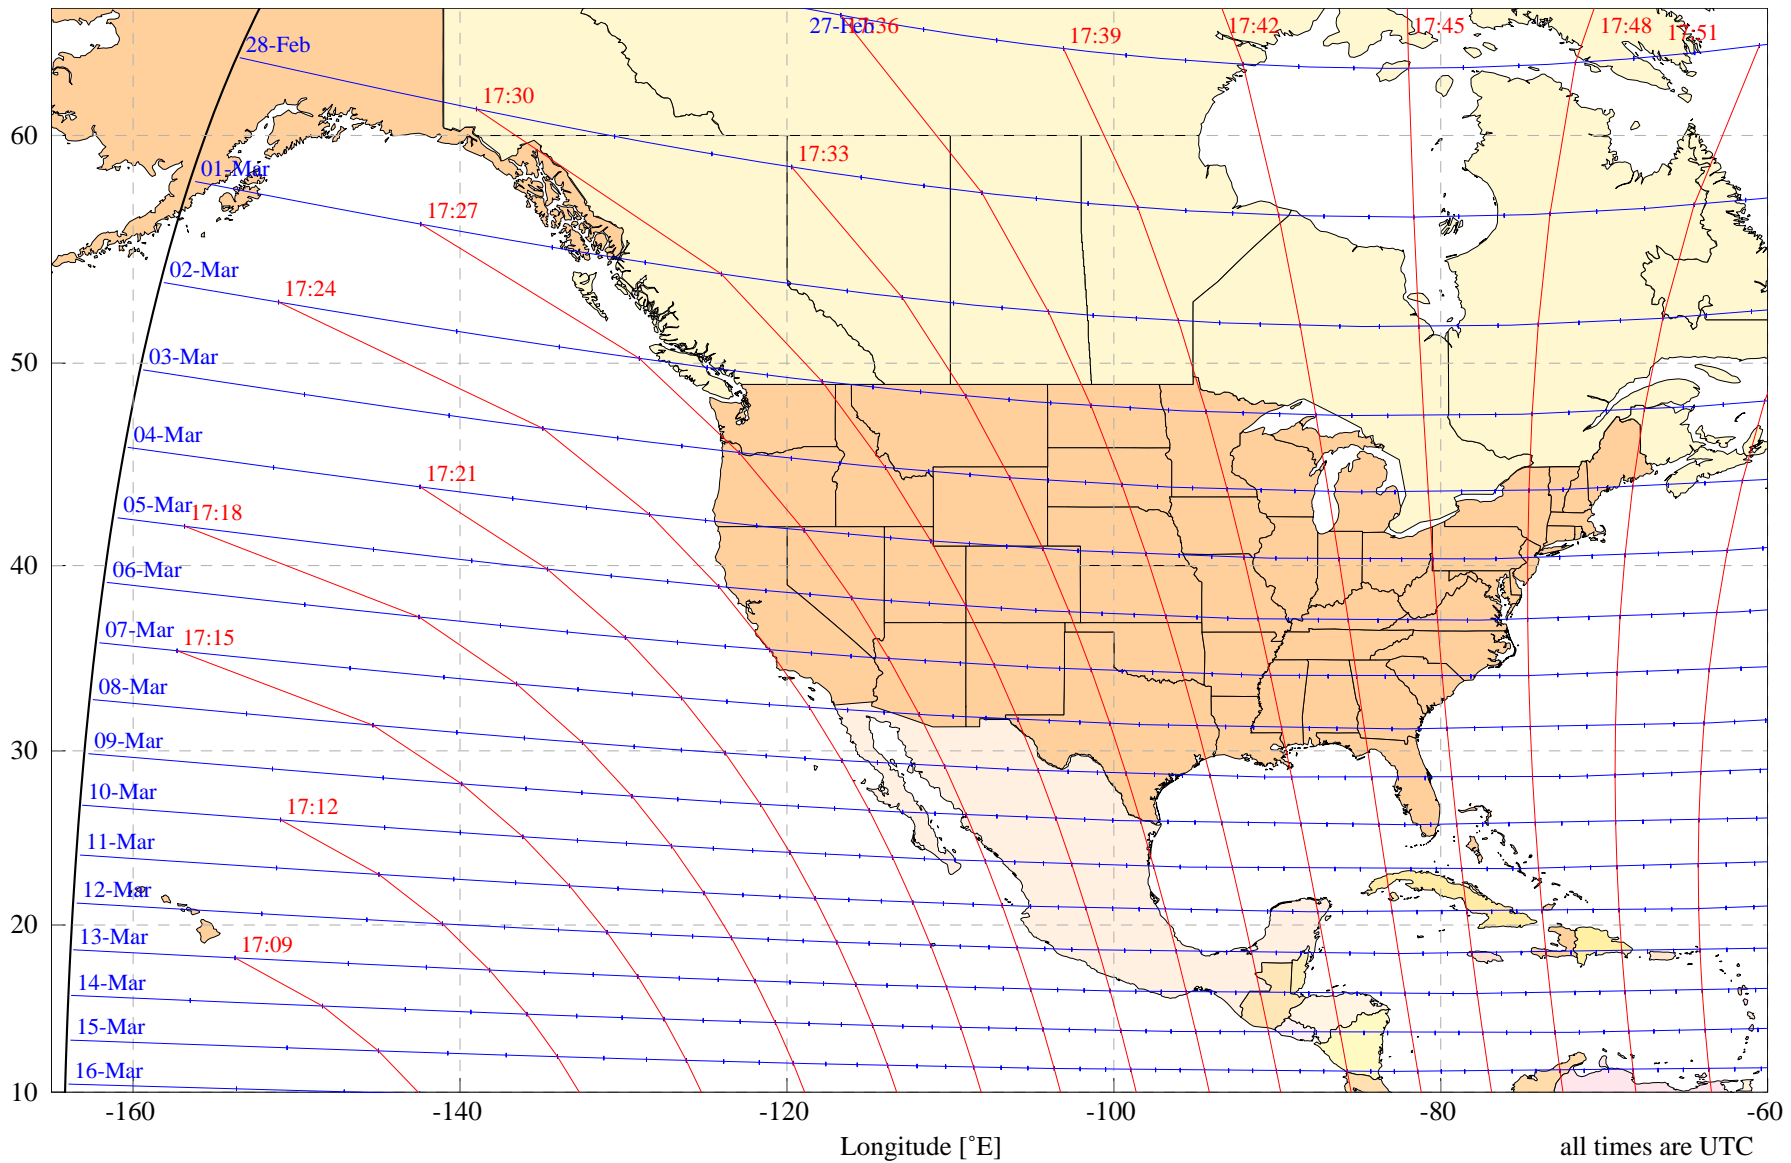 27-Feb
17:36
17:39
17:42
17:45
17:48
17:51
28-Feb
17:30
60
17:33
01-Mar
17:27
02-Mar
17:24
03-Mar
50
04-Mar
17:21
05-Mar
17:18
06-Mar
40
07-Mar
17:15
08-Mar
09-Mar
30
10-Mar
17:12
11-Mar
12-Mar
20
13-Mar
17:09
14-Mar
15-Mar
16-Mar
10
-160
-140
-120
-100
-80
-60
Longitude [˚E]
all times are UTC